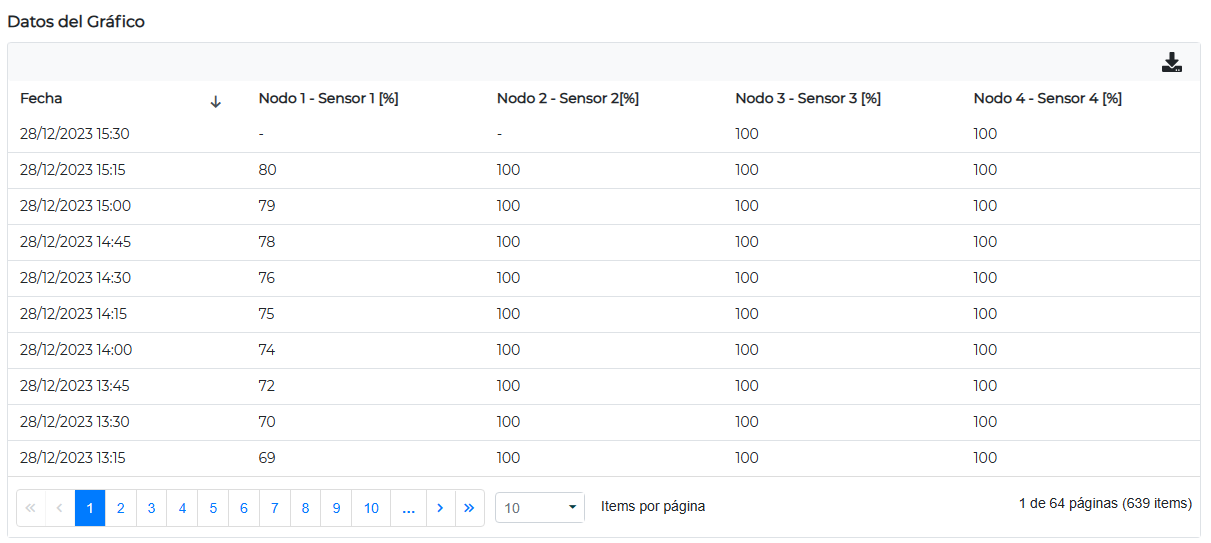 Datos del Gráfico
Fecha Nodo 1 - Sensor 1 [%] Nodo 2 - Sensor 2[%] Nodo 3 - Sensor 3 [%] Nodo 4 - Sensor 4 [%]
28/12/2023 15:30 - - 100 100
28/12/2023 15:15 80 100 100 100
28/12/2023 15:00 79 100 100 100
28/12/2023 14:45 78 100 100 100
28/12/2023 14:30 76 100 100 100
28/12/2023 14:15 75 100 100 100
28/12/2023 14:00 74 100 100 100
28/12/2023 13:45 72 100 100 100
28/12/2023 13:30 70 100 100 100
28/12/2023 13:15 69 100 100 100
« ‹ 1 2 3 4 5 6 7 8 9 10 ... › » 10 Items por página 1 de 64 páginas (639 items)